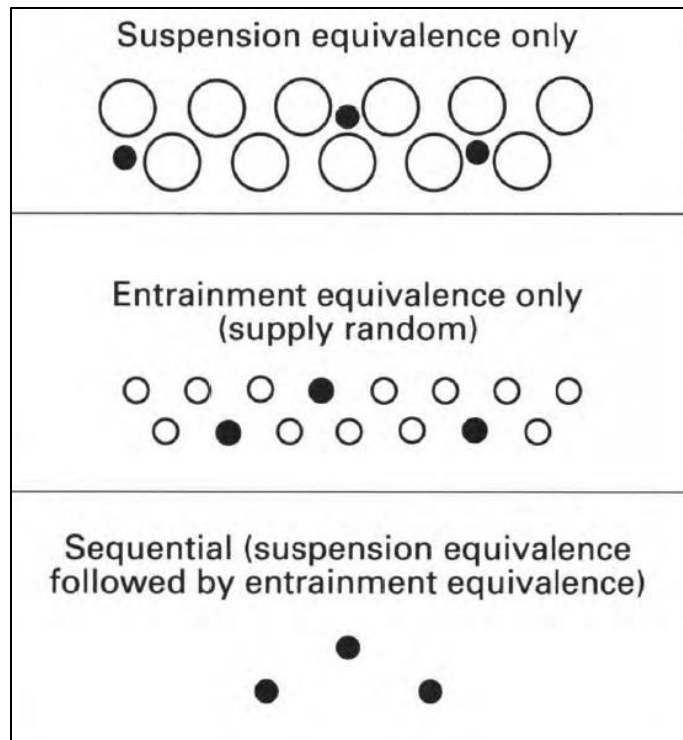 Suspension equivalence only
Entrainment equivalence only
(supply random)
Sequential (suspension equivalence
followed by entrainment equivalence)